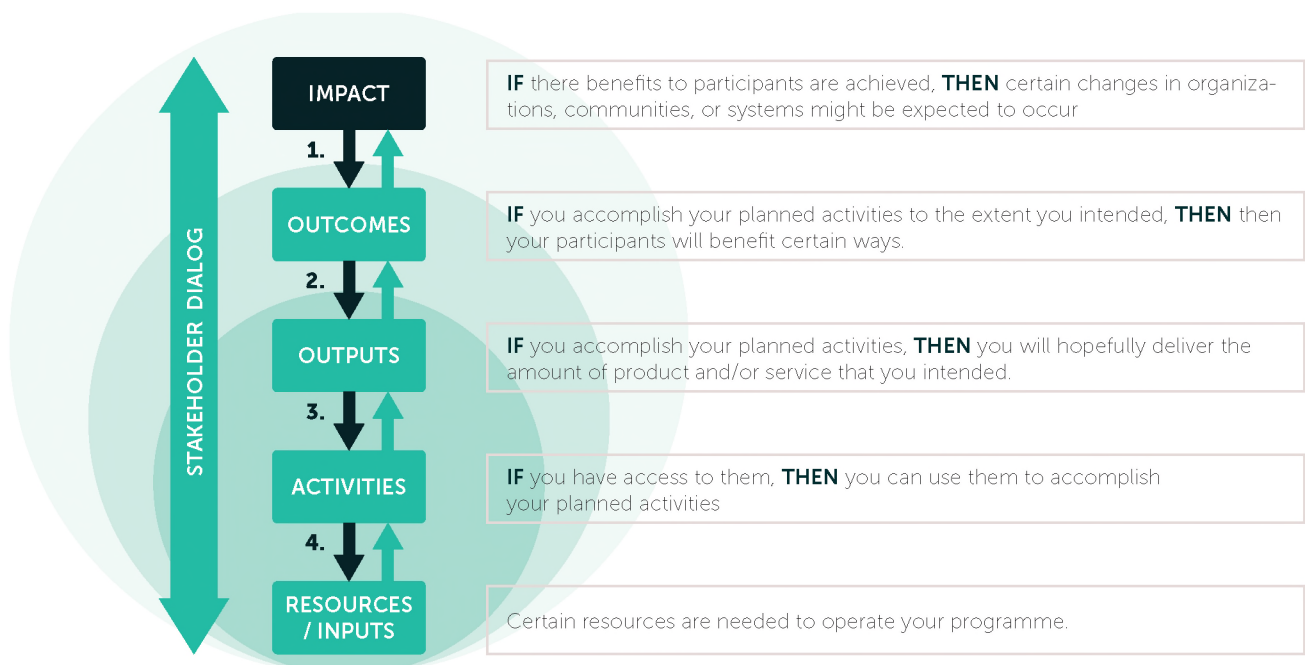 STAKEHOLDER DIALOG
IMPACT
IF there benefits to participants are achieved, THEN certain changes in organiza-
tions, communities, or systems might be expected to occur
1.
OUTCOMES
IF you accomplish your planned activities to the extent you intended, THEN then
your participants will benefit certain ways.
2.
OUTPUTS
IF you accomplish your planned activities, THEN you will hopefully deliver the
amount of product and/or service that you intended.
3.
ACTIVITIES
IF you have access to them, THEN you can use them to accomplish
your planned activities
4.
RESOURCES
/ INPUTS
Certain resources are needed to operate your programme.